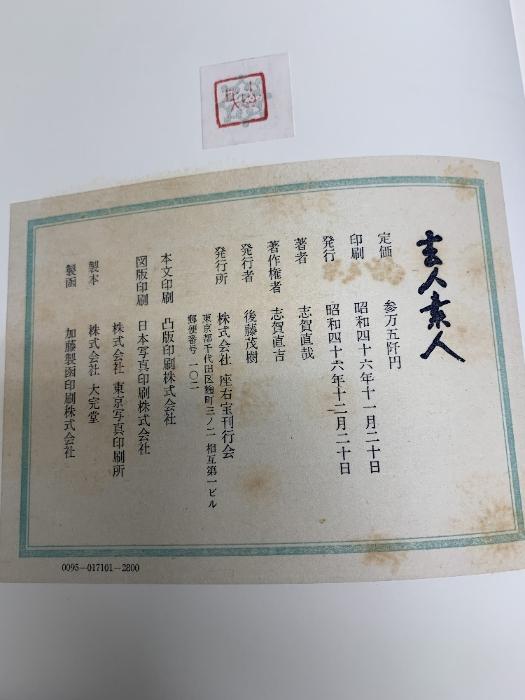 玄人素人
定価 参万五阡円
印刷 昭和四十六年十一月二十日
発行 昭和四十六年十二月二十日
著者 志賀直哉
著作権者 志賀直吉
発行者 後藤茂樹
発行所 株式会社 座右宝刊行会
東京都千代田区麹町三ノ二 相互第一ビル
郵便番号 一〇二
本文印刷 凸版印刷株式会社
図版印刷 日本写真印刷株式会社
株式会社 東京写真印刷所
製本 株式会社 大完堂
製函 加藤製函印刷株式会社
0095—017101—2800